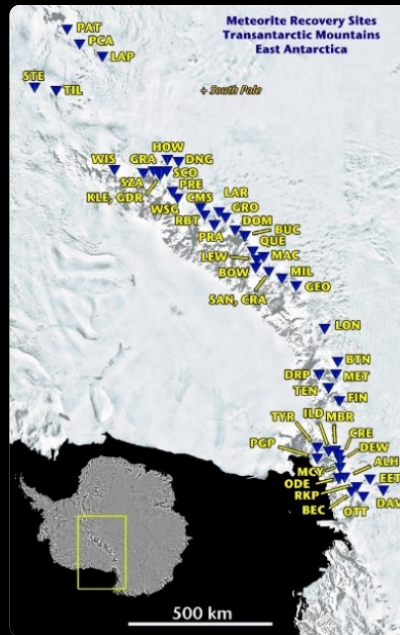 Meteorite Recovery Sites
Transantarctic Mountains
East Antarctica
PAT
PCA
LAP
STE
TIL
+ South Pole
HOW
WIS
GRA
DNG
SZA
SCO
KLE, GDR
PRE
WSG
CMS
LAR
RBT
GRO
PRA
DOM
BUC
QUE
LEW
MAC
BOW
MIL
SAN, CRA
GEO
LON
BTN
DRP
MET
TEN
FIN
TYR
ILD
MBR
CRE
PGP
DEW
MCY
ALH
ODE
EET
RKP
DAV
BEC
OTT
500 km